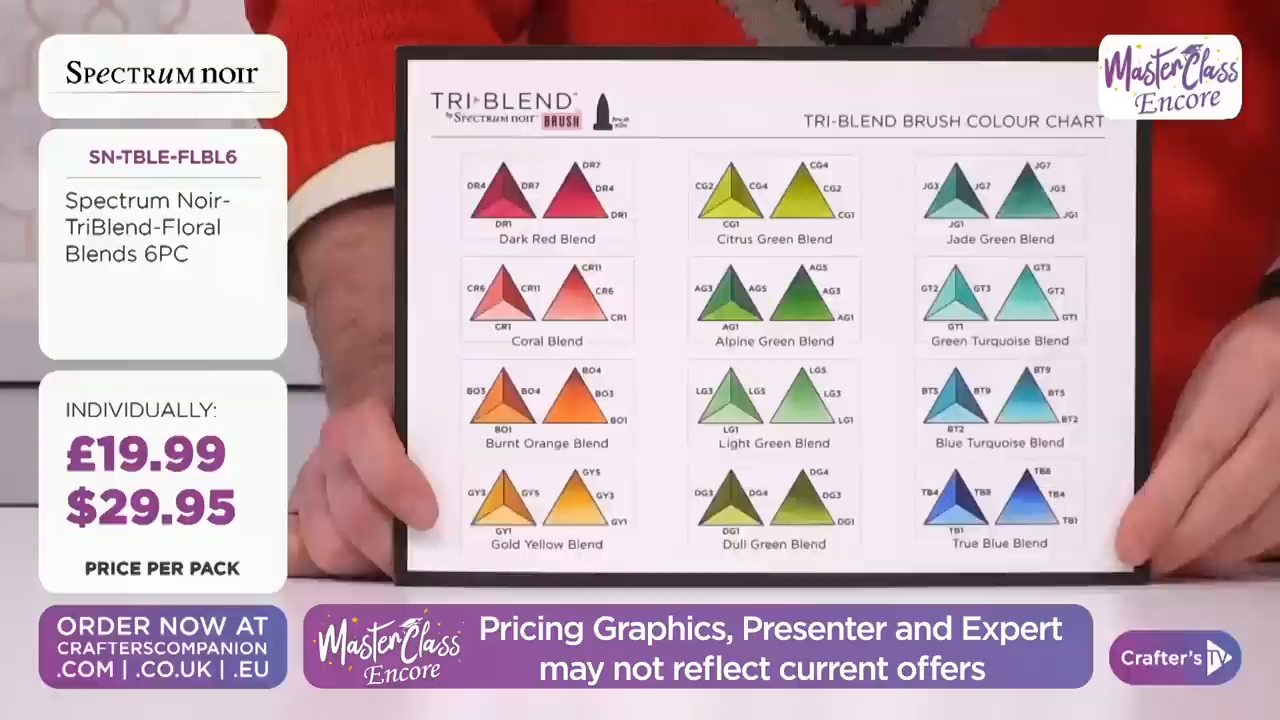 SPECTRUM NOIR
SN-TBLE-FLBL6
Spectrum Noir-
TriBlend-Floral
Blends 6PC
INDIVIDUALLY:
£19.99
$29.95
PRICE PER PACK
ORDER NOW AT
CRAFTERSCOMPANION
.COM | .CO.UK | .EU
TRI BLEND™
by SPECTRUM NOIR BRUSH
TRI-BLEND BRUSH COLOUR CHART
DR4 DR7 DR1 DR7 DR4 DR1
Dark Red Blend
CG2 CG4 CG1 CG4 CG2 CG1
Citrus Green Blend
JG3 JG7 JG1 JG7 JG3 JG1
Jade Green Blend
CR6 CR11 CR1 CR11 CR6 CR1
Coral Blend
AG3 AG5 AG1 AG5 AG3 AG1
Alpine Green Blend
GT2 GT3 GT1 GT3 GT2 GT1
Green Turquoise Blend
BO3 BO4 BO1 BO4 BO3 BO1
Burnt Orange Blend
LG3 LG5 LG1 LG5 LG3 LG1
Light Green Blend
BT5 BT9 BT2 BT9 BT5 BT2
Blue Turquoise Blend
GY3 GY5 GY1 GY5 GY3 GY1
Gold Yellow Blend
DG3 DG4 DG1 DG4 DG3 DG1
Dull Green Blend
TB4 TB8 TB1 TB8 TB4 TB1
True Blue Blend
MasterClass
Encore
MasterClass
Encore
Pricing Graphics, Presenter and Expert
may not reflect current offers
Crafter's TV